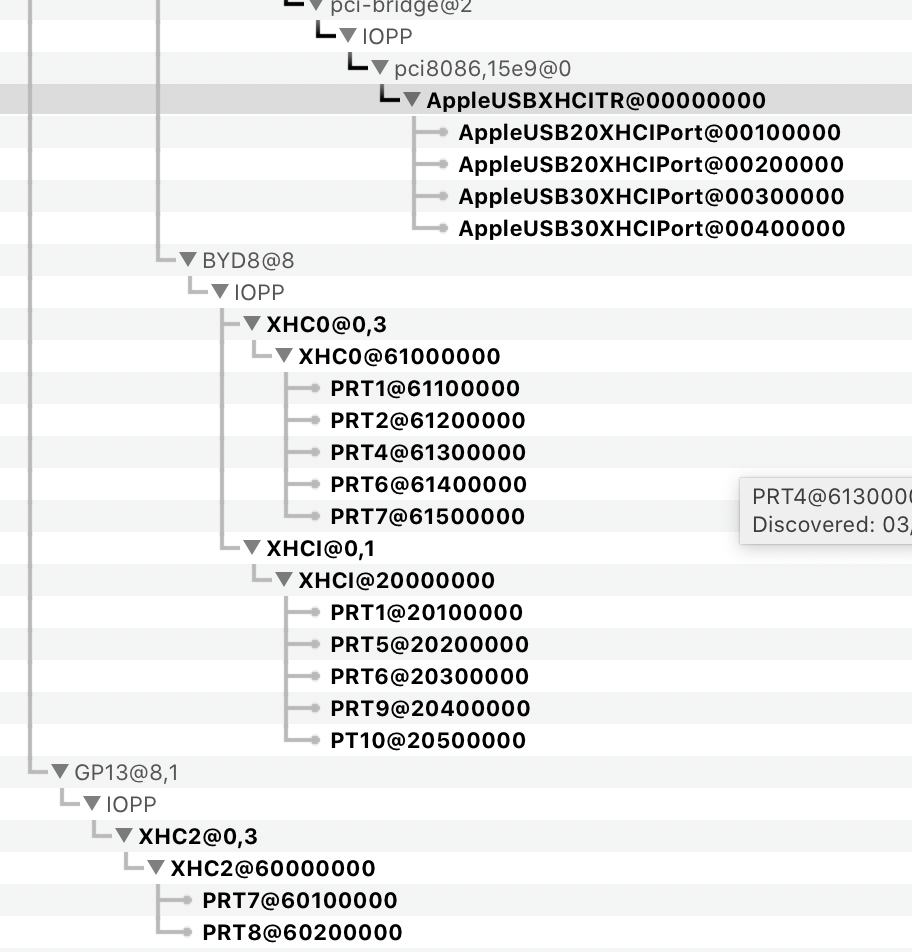 pci-bridge@2
IOPP
pci8086,15e9@0
AppleUSBXHCITR@00000000
AppleUSB20XHCIPort@00100000
AppleUSB20XHCIPort@00200000
AppleUSB30XHCIPort@00300000
AppleUSB30XHCIPort@00400000
BYD8@8
IOPP
XHC0@0,3
XHC0@61000000
PRT1@61100000
PRT2@61200000
PRT4@61300000
PRT6@61400000
PRT4@6130000
PRT7@61500000
Discovered: 03/
XHCI@0,1
XHCI@20000000
PRT1@20100000
PRT5@20200000
PRT6@20300000
PRT9@20400000
PT10@20500000
GP13@8,1
IOPP
XHC2@0,3
XHC2@60000000
PRT7@60100000
PRT8@60200000